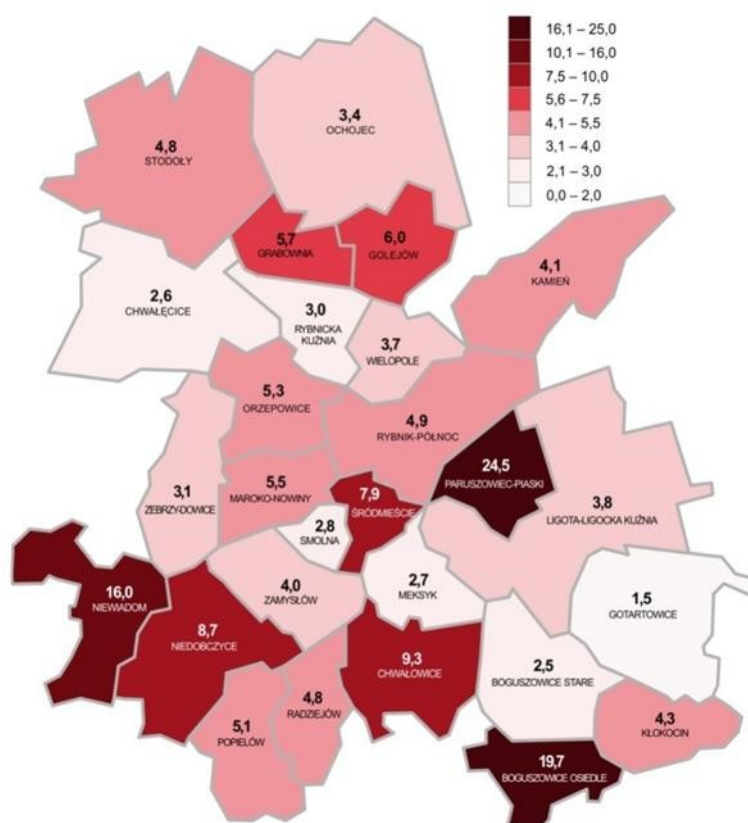 16,1 – 25,0
10,1 – 16,0
7,5 – 10,0
5,6 – 7,5
4,1 – 5,5
3,1 – 4,0
2,1 – 3,0
0,0 – 2,0
3,4
OCHOJEC
4,8
STODOŁY
5,7
GRABOWNIA
6,0
GOLEJÓW
4,1
KAMIEŃ
2,6
CHWAŁĘCICE
3,0
RYBNICKA
KUŹNIA
3,7
WIELOPOLE
5,3
ORZEPOWICE
4,9
RYBNIK-PÓŁNOC
24,5
PARUSZOWIEC-PIASKI
3,1
ZEBRZY-DOWICE
5,5
MAROKO-NOWINY
7,9
ŚRÓDMIEŚCIE
3,8
LIGOTA-LIGOCKA KUŹNIA
2,8
SMOLNA
16,0
NIEWIADOM
4,0
ZAMYSŁÓW
2,7
MEKSYK
1,5
GOTARTOWICE
8,7
NIEDOBCZYCE
9,3
CHWAŁOWICE
2,5
BOGUSZOWICE STARE
4,8
RADZIEJÓW
5,1
POPIELÓW
4,3
KŁOKOCIN
19,7
BOGUSZOWICE OSIEDLE